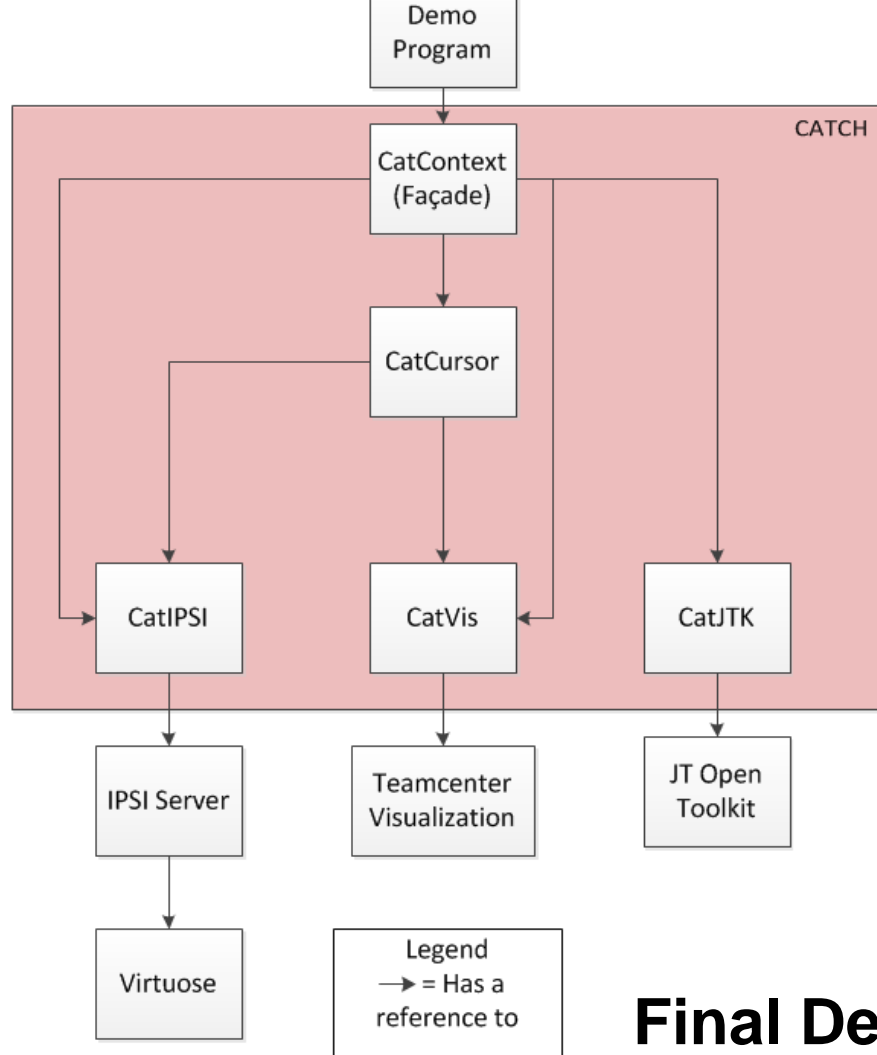 Demo
Program
CATCH
CatContext
(Façade)
CatCursor
CatIPSI
CatVis
CatJTK
IPSI Server
Teamcenter
Visualization
JT Open
Toolkit
Virtuose
Legend
→ = Has a
reference to
Final De